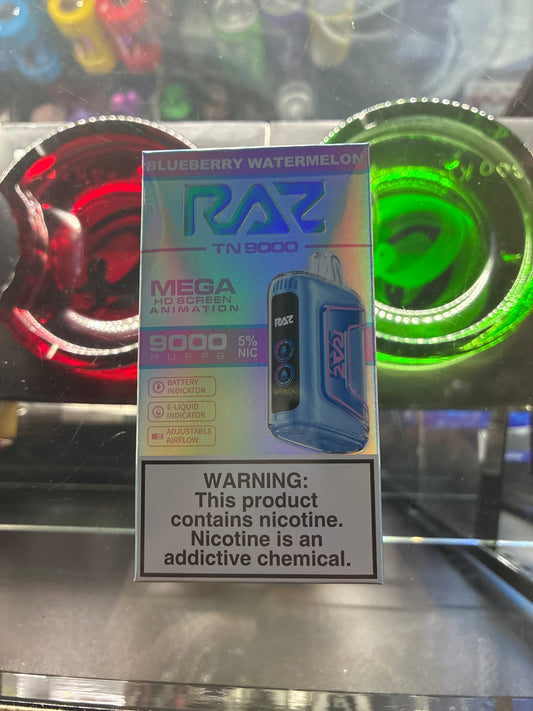 BLUEBERRY WATERMELON
RAZ
TN 9000
MEGA
HD SCREEN
ANIMATION
9000
PUFFS
5%
NIC
BATTERY
INDICATOR
E-LIQUID
INDICATOR
ADJUSTABLE
AIRFLOW
RAZ
RAZ
WARNING:
This product
contains nicotine.
Nicotine is an
addictive chemical.